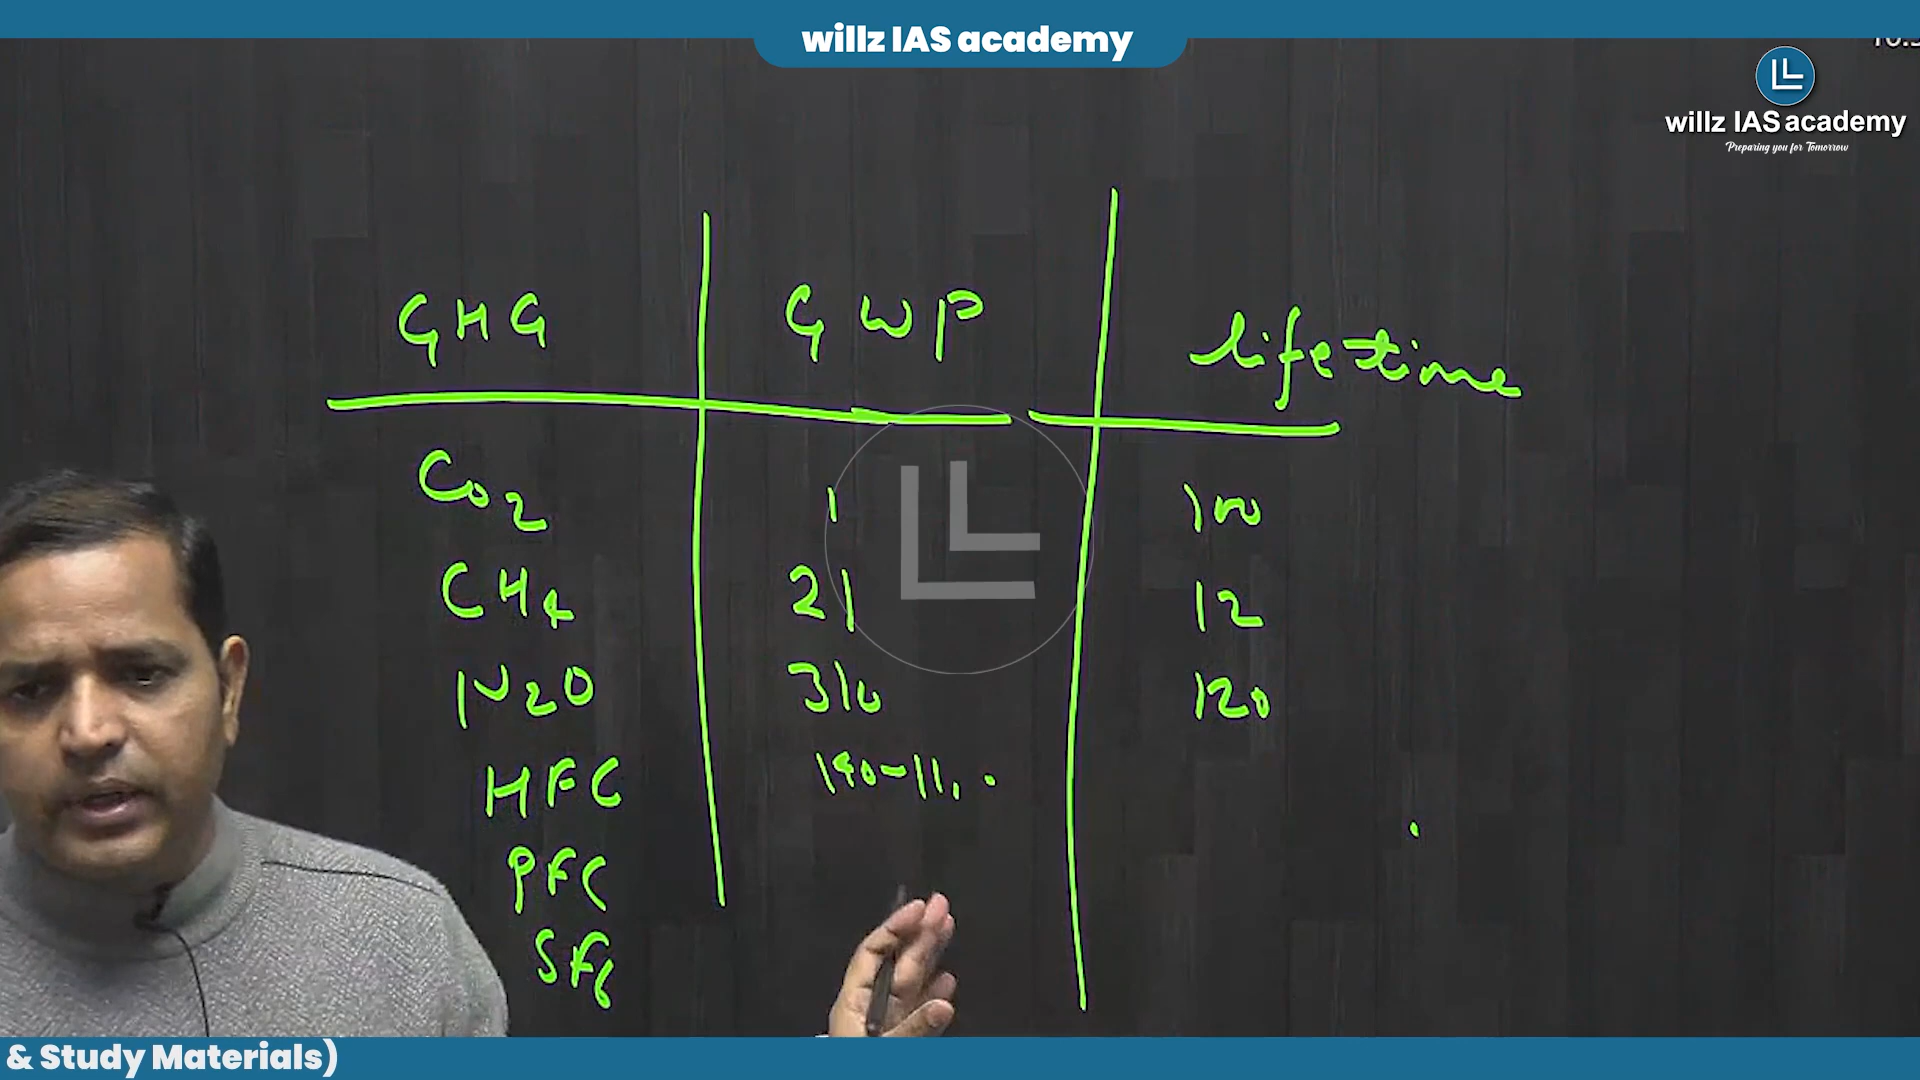 willz IAS academy
willz IAS academy
Preparing you for Tomorrow
GHG GWP lifetime
CO2 1 100
CH4 21 12
N2O 310 120
HFC 140-11,
PFC
SF6
& Study Materials)